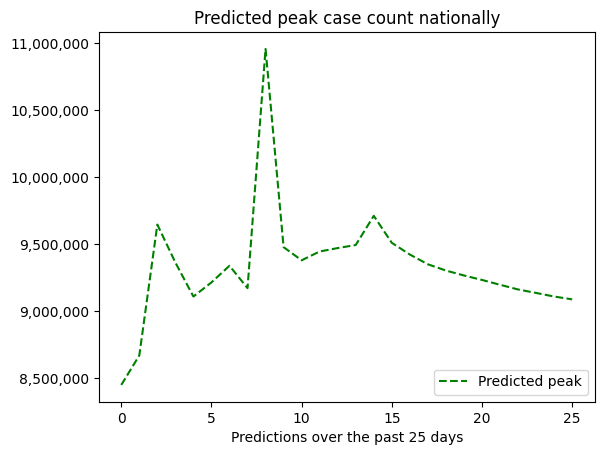 Predicted peak case count nationally
11,000,000
10,500,000
10,000,000
9,500,000
9,000,000
8,500,000
Predicted peak
0 5 10 15 20 25
Predictions over the past 25 days